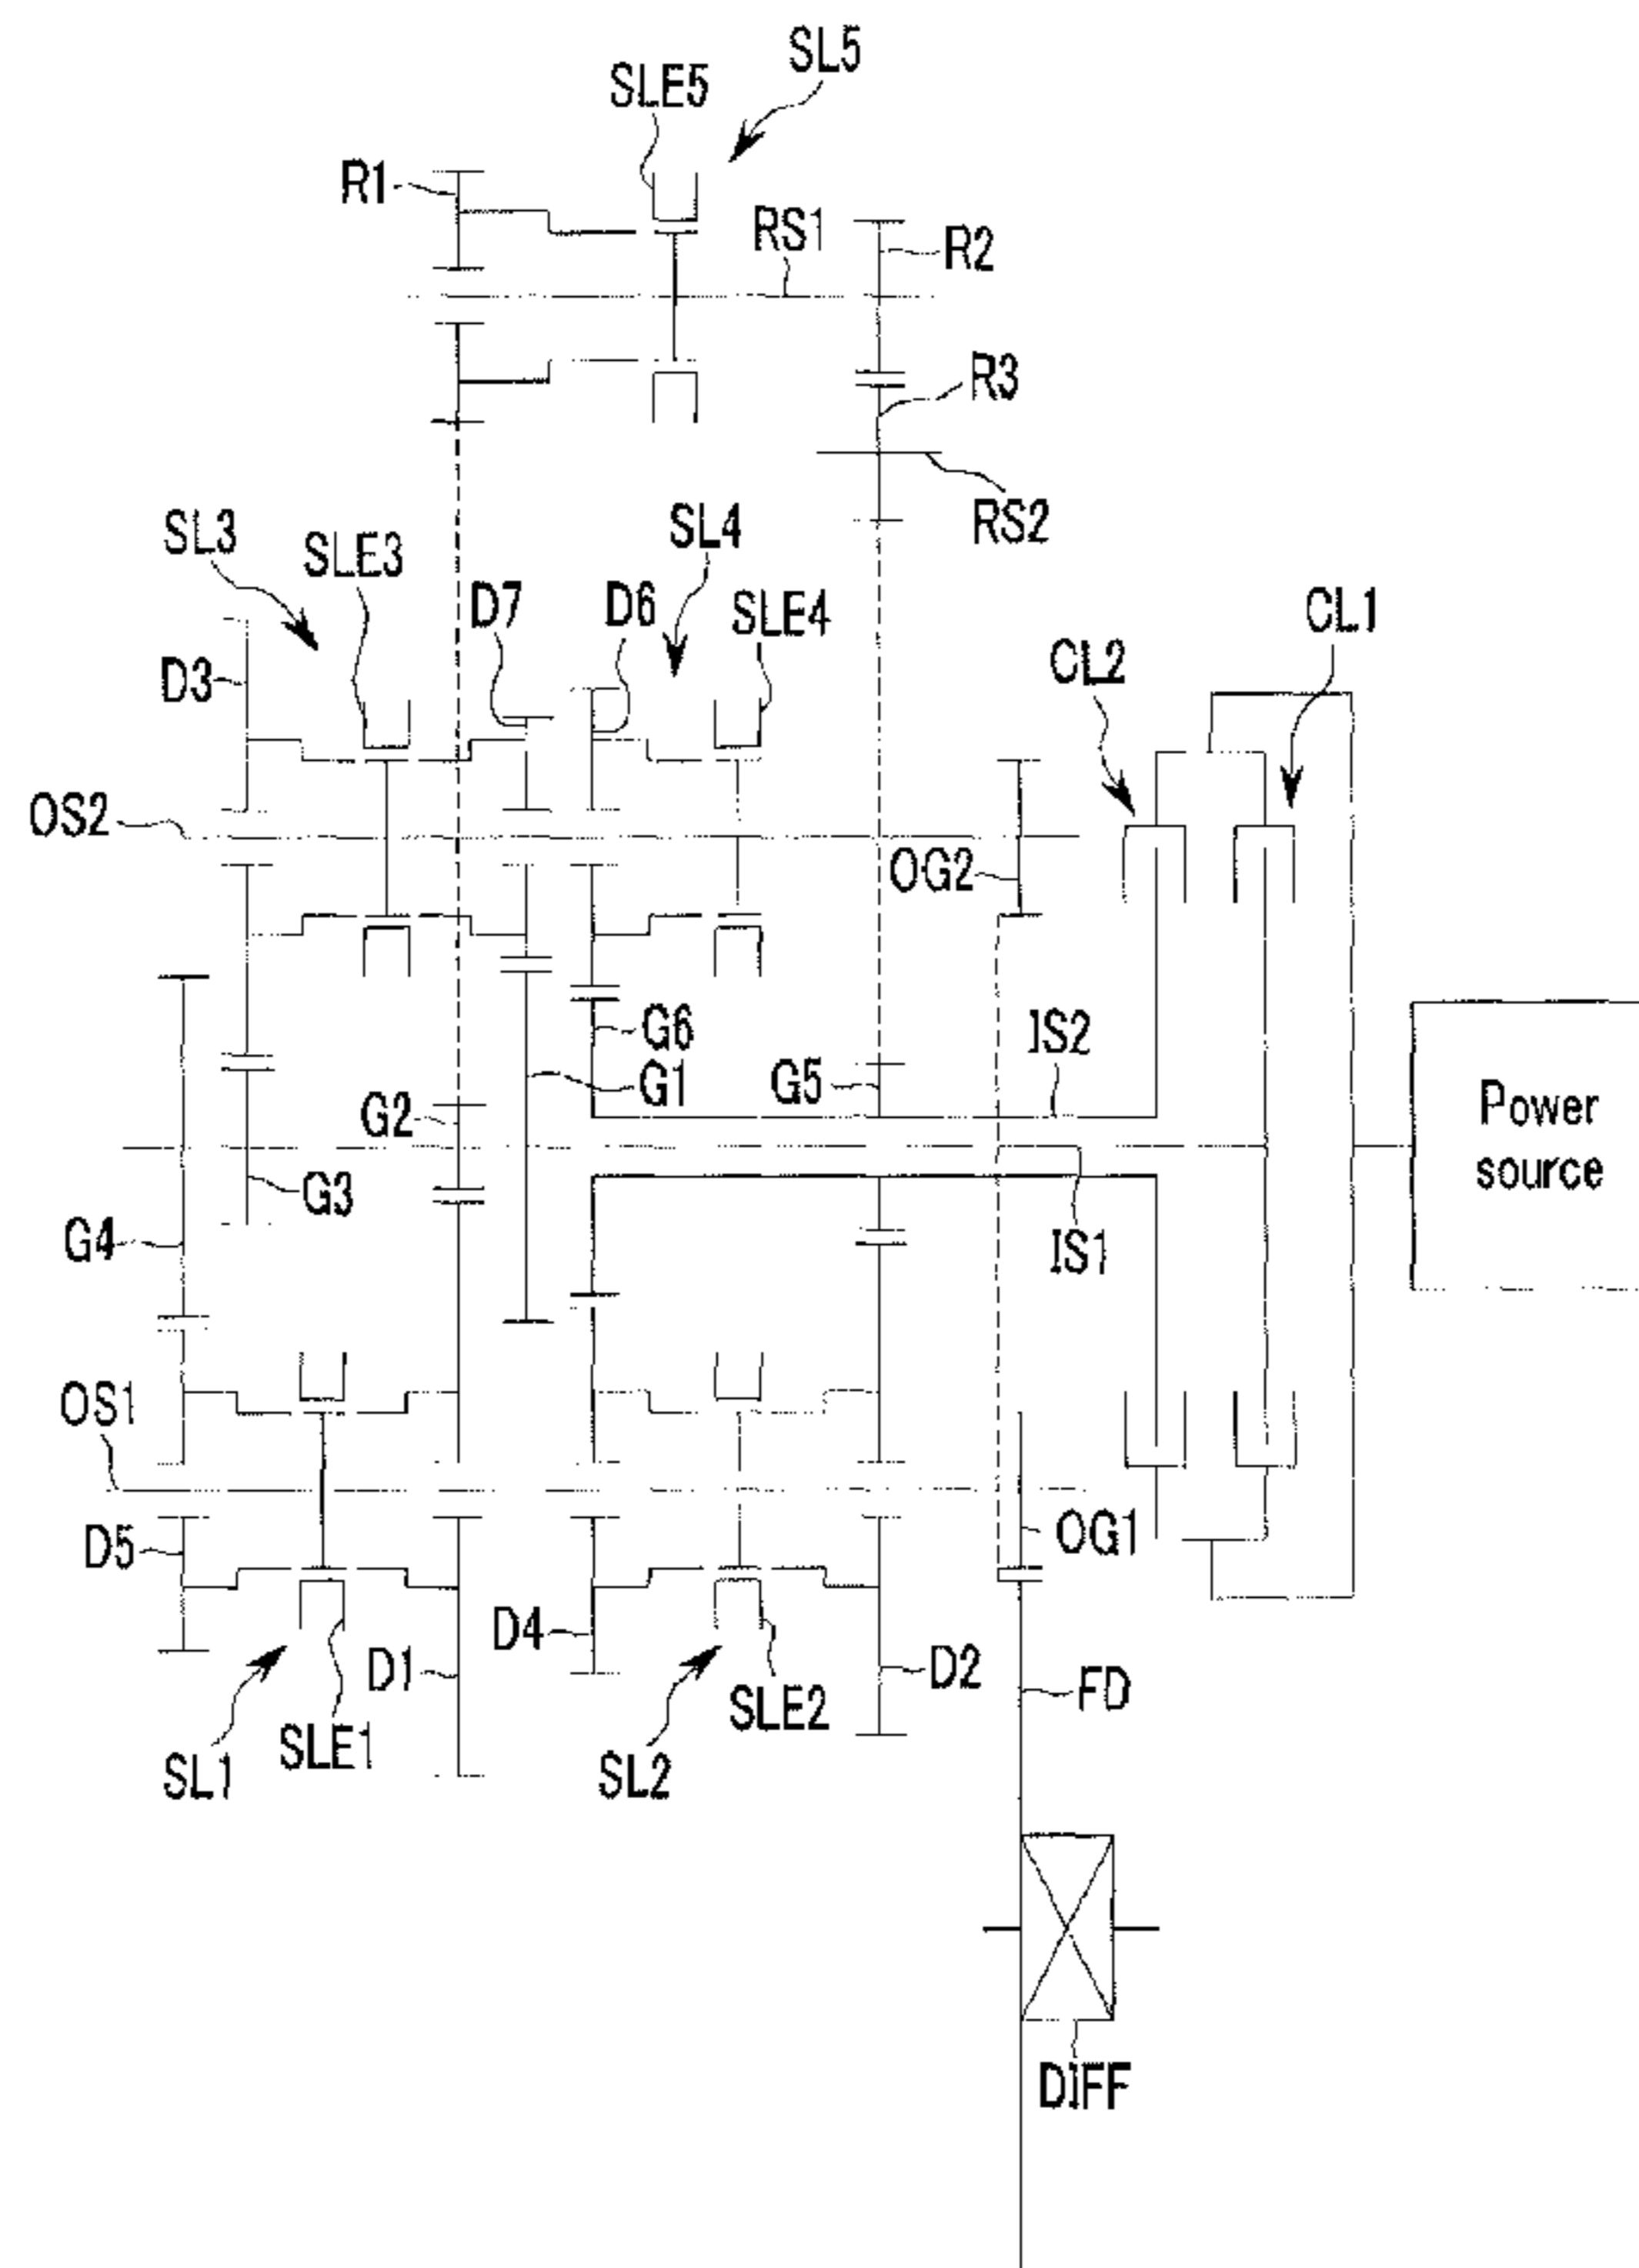 SL5
SLE5
R1
RS1
R2
R3
RS2
SL3
SLE3
SL4
D7
D6
SLE4
CL1
CL2
D3
OS2
OG2
G6
IS2
G1
G5
G2
Power
source
G3
G4
IS1
OS1
D5
OG1
D4
D1
D2
FD
SLE2
SLE1
SL1
SL2
DIFF